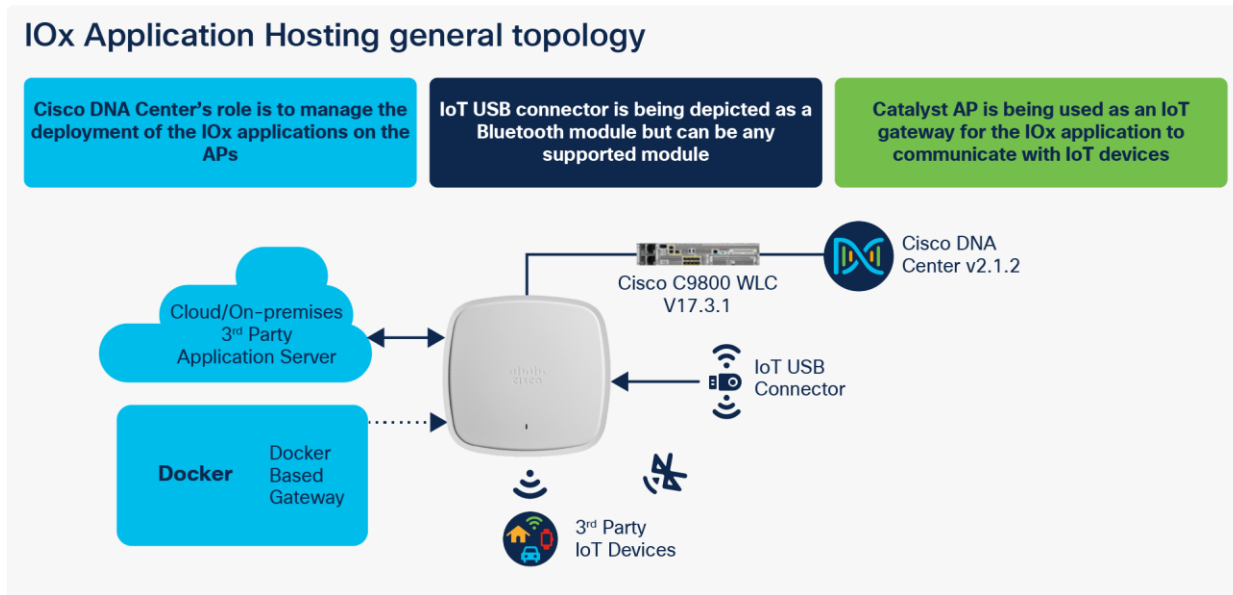 IOx Application Hosting general topology
Cisco DNA Center's role is to manage the
deployment of the IOx applications on the
APs
IoT USB connector is being depicted as a
Bluetooth module but can be any
supported module
Catalyst AP is being used as an IoT
gateway for the IOx application to
communicate with IoT devices
Cisco DNA
Center v2.1.2
Cisco C9800 WLC
V17.3.1
Cloud/On-premises
3rd Party
Application Server
cisco
IoT USB
Connector
Docker
Docker
Based
Gateway
3rd Party
IoT Devices